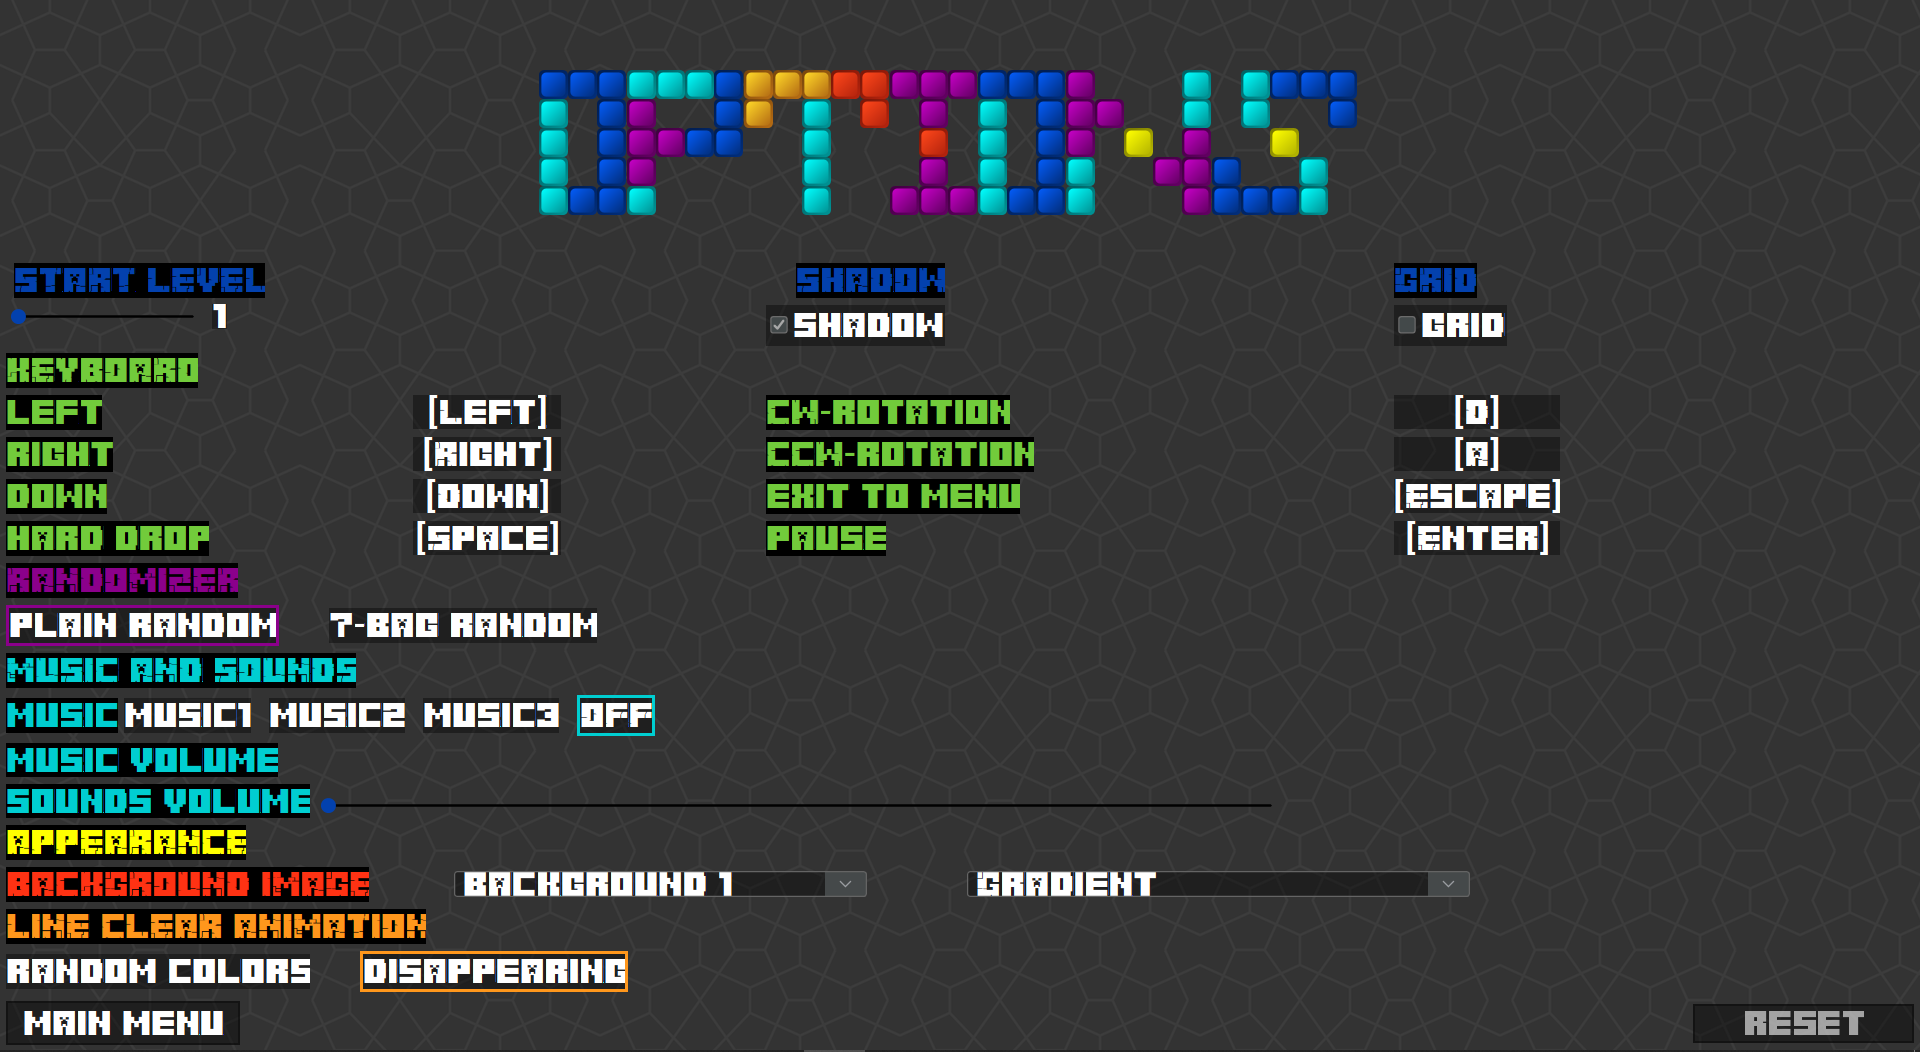 OPTIONS
START LEVEL SHADOW GRID
1 SHADOW GRID
KEYBOARD
LEFT [LEFT] CW-ROTATION [D]
RIGHT [RIGHT] CCW-ROTATION [A]
DOWN [DOWN] EXIT TO MENU [ESCAPE]
HARD DROP [SPACE] PAUSE [ENTER]
RANDOMIZER
PLAIN RANDOM 7-BAG RANDOM
MUSIC AND SOUNDS
MUSIC MUSIC1 MUSIC2 MUSIC3 OFF
MUSIC VOLUME
SOUNDS VOLUME
APPEARANCE
BACKGROUND IMAGE BACKGROUND 1 GRADIENT
LINE CLEAR ANIMATION
RANDOM COLORS DISAPPEARING
MAIN MENU RESET